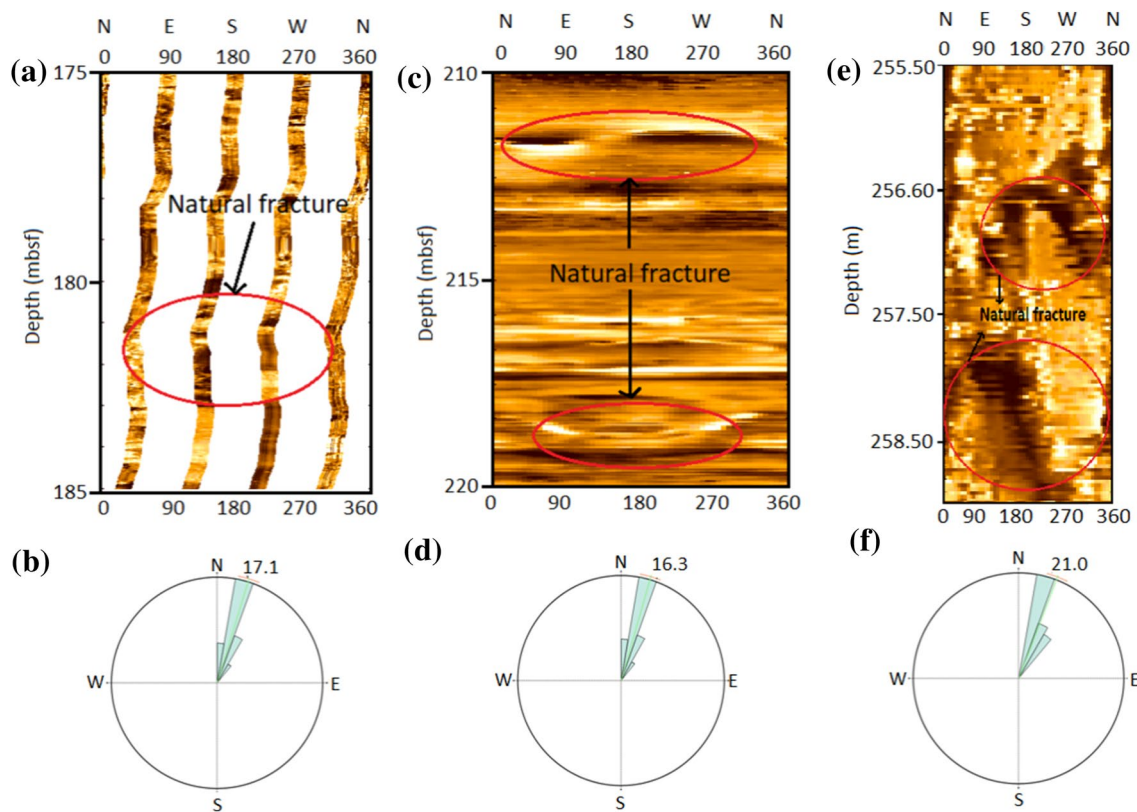 (a)
N E S W N
0 90 180 270 360
175
180
185
Depth (mbsf)
Natural fracture
0 90 180 270 360
(c)
N E S W N
0 90 180 270 360
210
215
220
Depth (mbsf)
Natural fracture
0 90 180 270 360
(e)
N E S W N
0 90 180 270 360
255.50
256.60
257.50
258.50
Depth (m)
Natural fracture
0 90 180 270 360
(b)
N
17.1
W
E
S
(d)
N
16.3
W
E
S
(f)
N
21.0
W
E
S